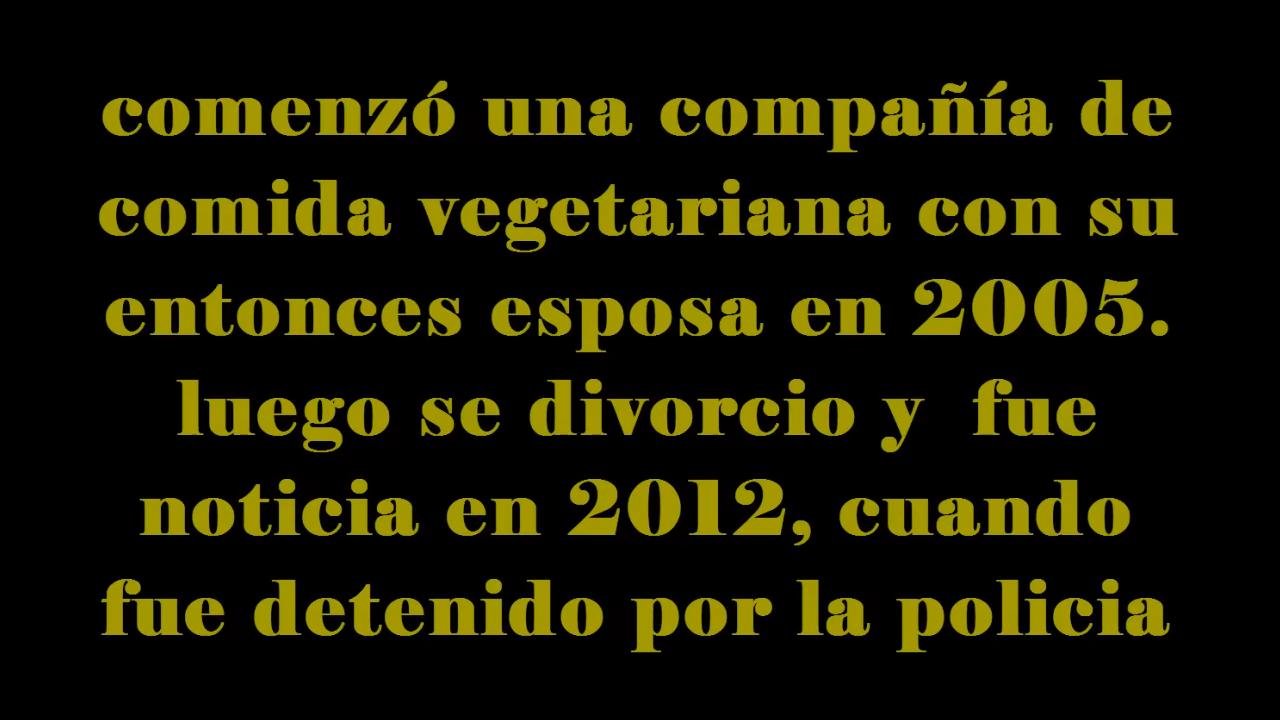 comenzó una compañía de
comida vegetariana con su
entonces esposa en 2005.
luego se divorcio y  fue
noticia en 2012, cuando
fue detenido por la policia